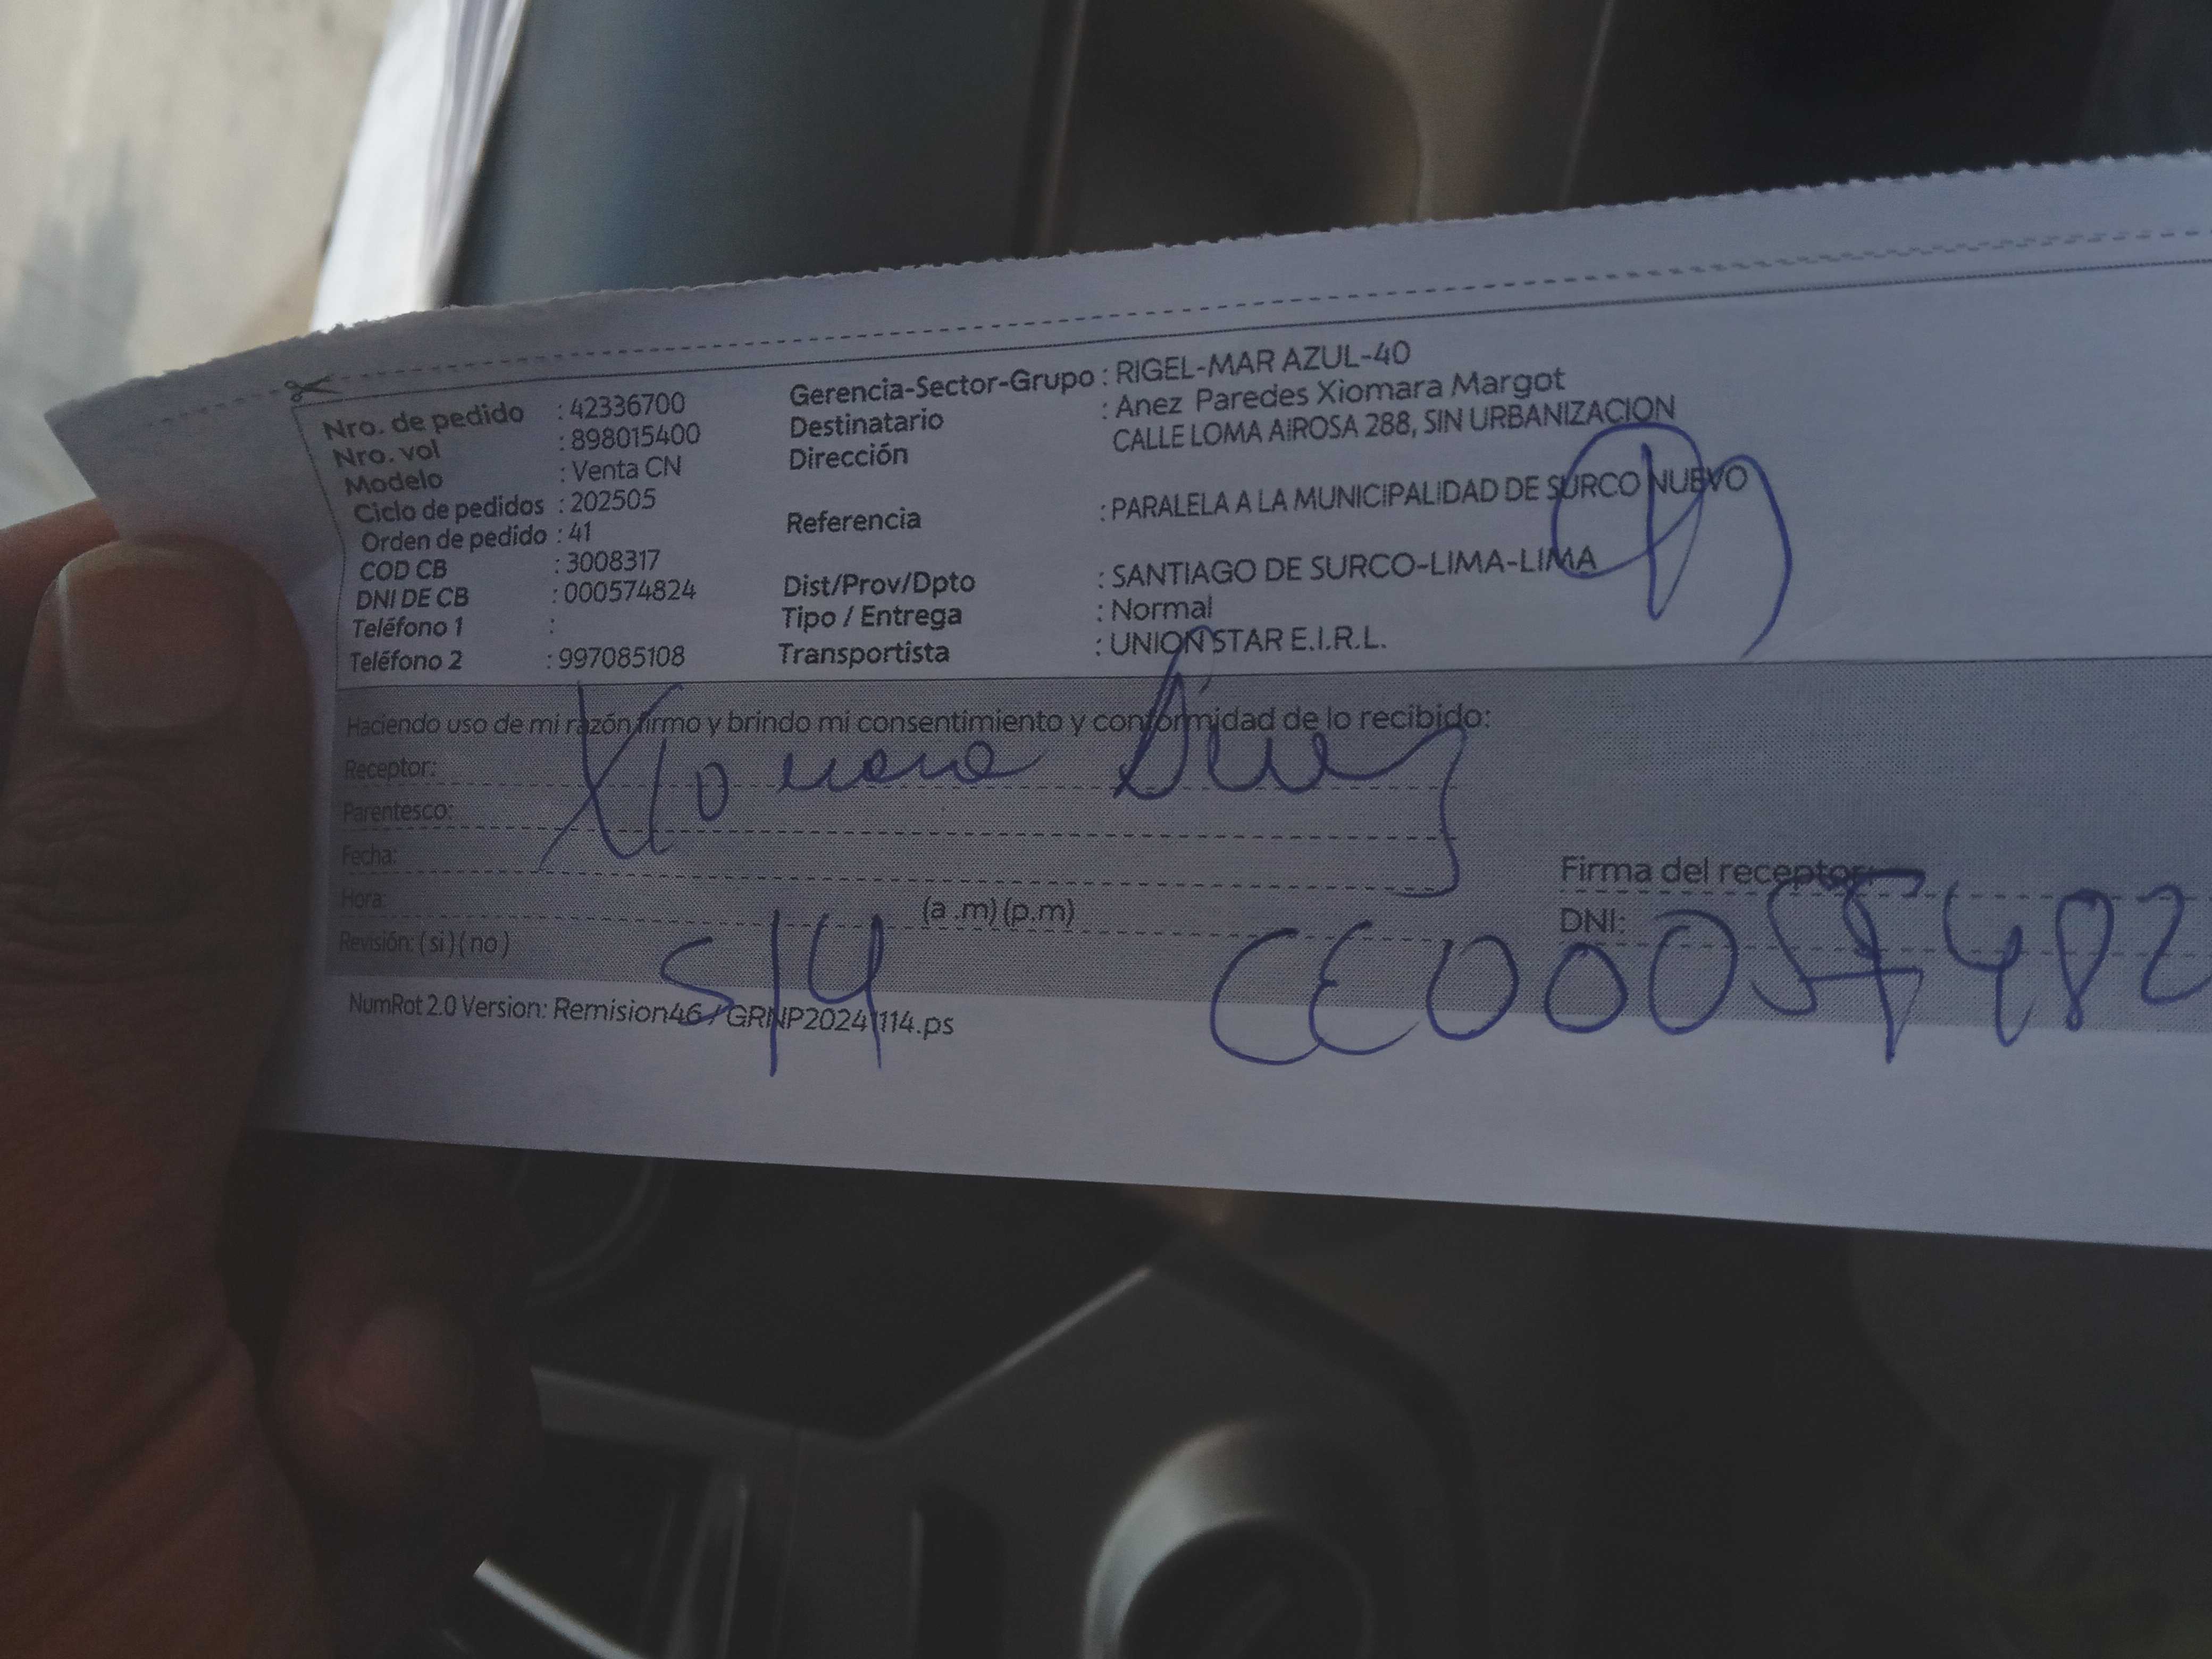 Nro. de pedido : 42336700
Nro. vol : 898015400
Modelo : Venta CN
Ciclo de pedidos : 202505
Orden de pedido : 41
COD CB : 3008317
DNI DE CB : 000574824
Teléfono 1 :
Teléfono 2 : 997085108
Gerencia-Sector-Grupo : RIGEL-MAR AZUL-40
Destinatario : Anez Paredes Xiomara Margot
Dirección CALLE LOMA AIROSA 288, SIN URBANIZACION
Referencia : PARALELA A LA MUNICIPALIDAD DE SURCO NUEVO
Dist/Prov/Dpto : SANTIAGO DE SURCO-LIMA-LIMA
Tipo / Entrega : Normal
Transportista : UNION STAR E.I.R.L.
Haciendo uso de mi razón firmo y brindo mi consentimiento y conformidad de lo recibido:
Receptor: Xiomara Anez
Parentesco:
Fecha:
Hora: (a .m) (p.m)
Revisión: ( si ) ( no )
5/4
Firma del receptor:
DNI:
CE00057482
NumRot 2.0 Version: Remision46 / GRNP20241114.ps